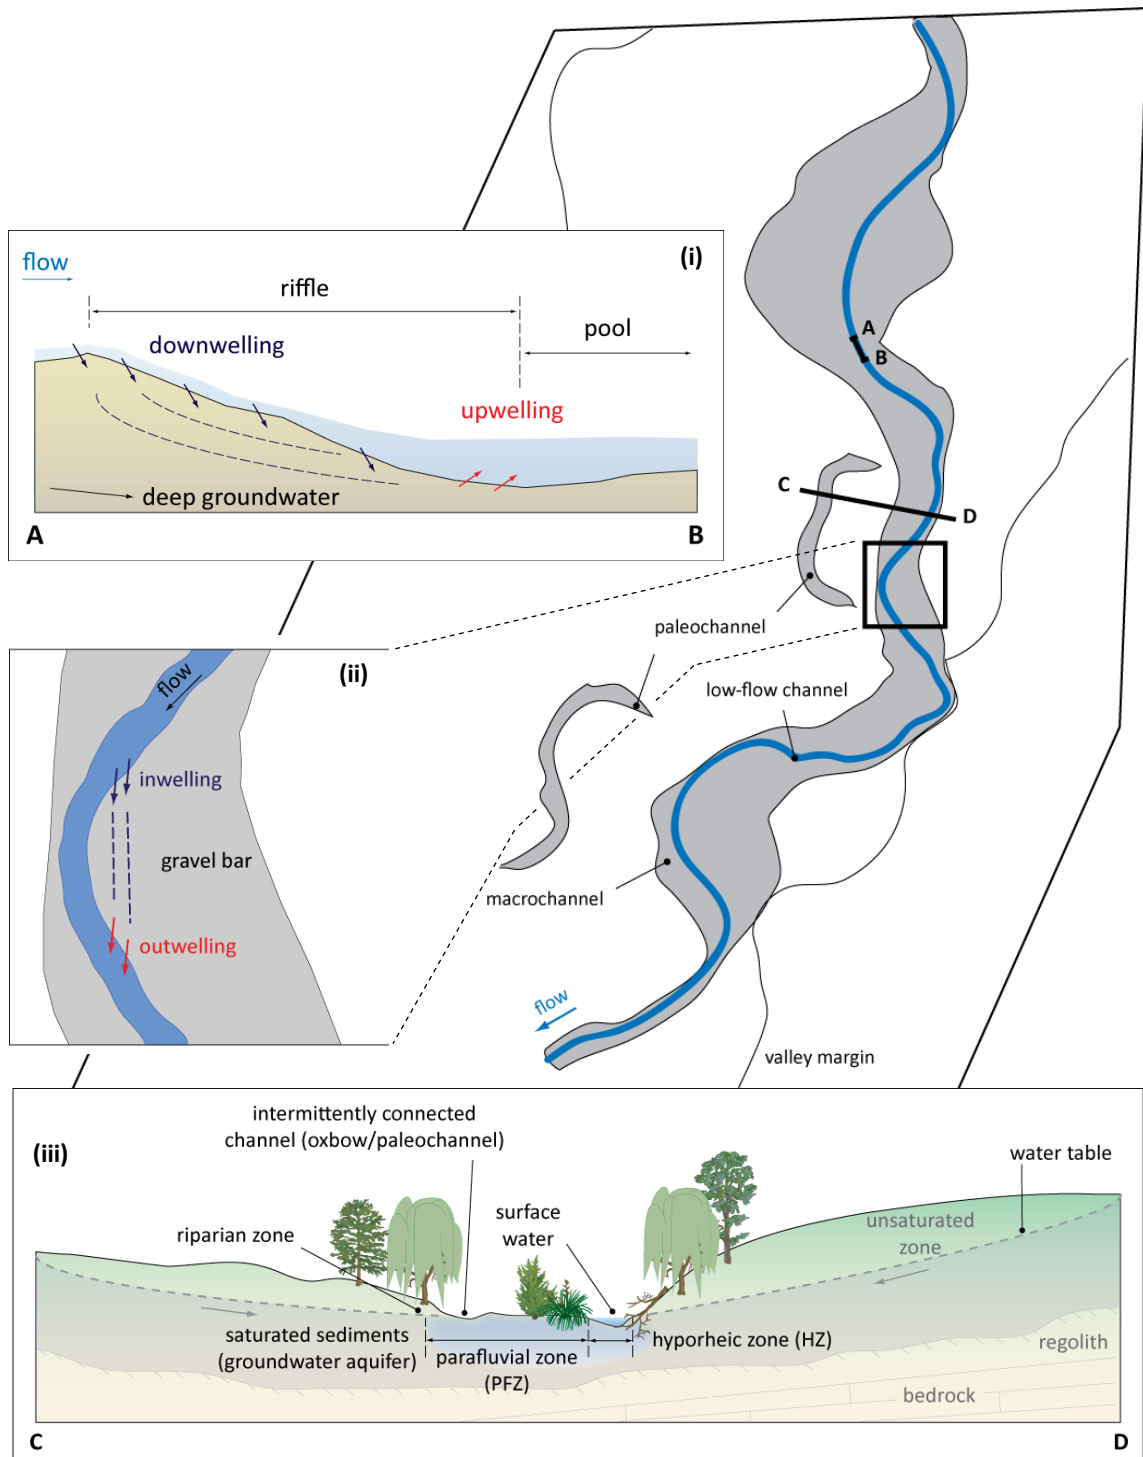 (i)
flow
riffle
pool
downwelling
upwelling
deep groundwater
A
B
A
B
C
D
paleochannel
low-flow channel
macrochannel
flow
valley margin
(ii)
flow
inwelling
gravel bar
outwelling
(iii)
intermittently connected
channel (oxbow/paleochannel)
riparian zone
surface
water
water table
unsaturated
zone
saturated sediments
(groundwater aquifer)
parafluvial zone
(PFZ)
hyporheic zone (HZ)
regolith
bedrock
C
D